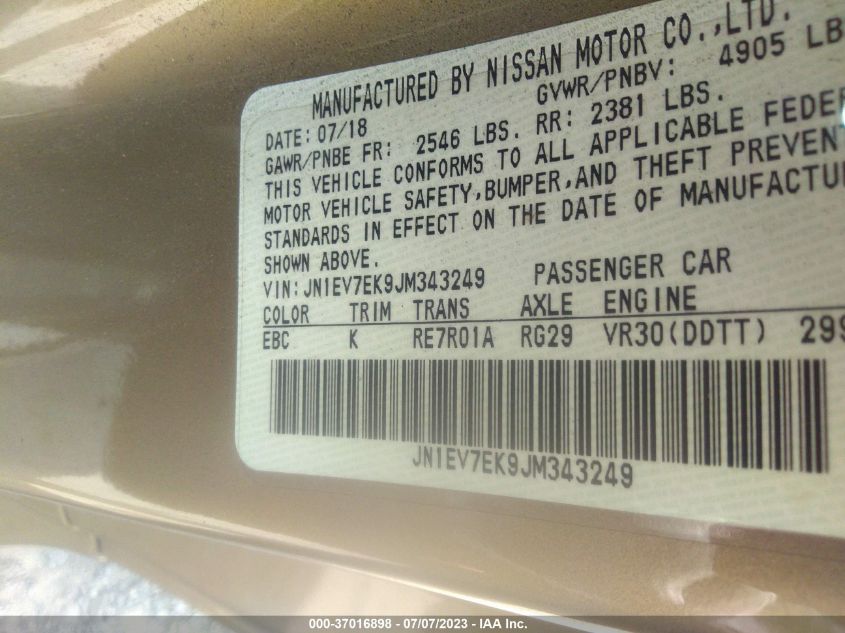 MANUFACTURED BY NISSAN MOTOR CO.,LTD.
DATE: 07/18 GVWR/PNBV: 4905 LB
GAWR/PNBE FR: 2546 LBS. RR: 2381 LBS.
THIS VEHICLE CONFORMS TO ALL APPLICABLE FEDER
MOTOR VEHICLE SAFETY,BUMPER,AND THEFT PREVENT
STANDARDS IN EFFECT ON THE DATE OF MANUFACTU
SHOWN ABOVE.
VIN: JN1EV7EK9JM343249 PASSENGER CAR
COLOR TRIM TRANS AXLE ENGINE
EBC K RE7R01A RG29 VR30(DDTT) 299
JN1EV7EK9JM343249
000-37016898 - 07/07/2023 - IAA Inc.